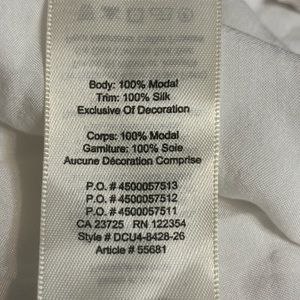 Body: 100% Modal
Trim: 100% Silk
Exclusive Of Decoration
Corps: 100% Modal
Garniture: 100% Soie
Aucune Décoration Comprise
P.O. # 4500057513
P.O. # 4500057512
P.O. # 4500057511
CA 23725 RN 122354
Style # DCU4-8428-26
Article # 55681